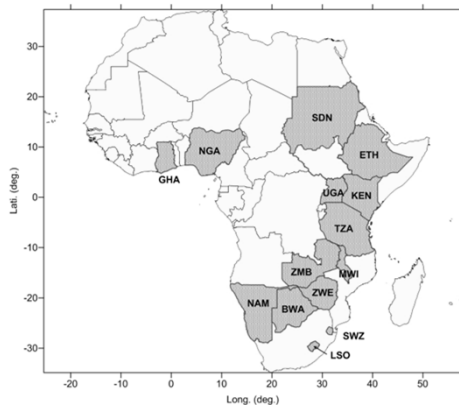 30
20
10
0
-10
-20
-30
Lati. (deg.)
SDN
NGA
ETH
GHA
UGA
KEN
TZA
ZMB
MWI
NAM
BWA
ZWE
SWZ
LSO
-20
-10
0
10
20
30
40
50
Long. (deg.)